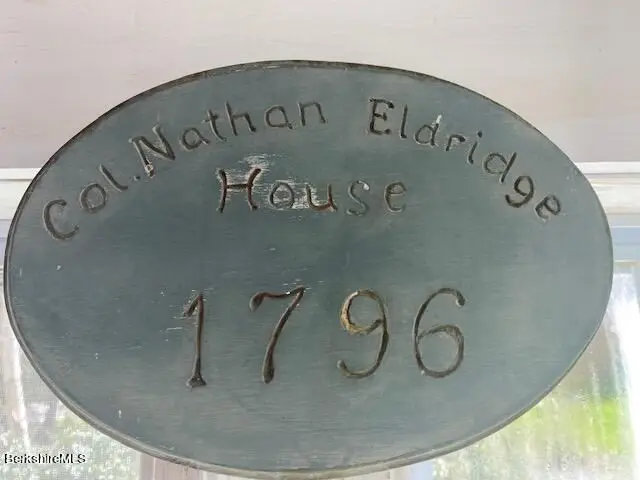 Col. Nathan Eldridge
House
1796
BerkshireMLS